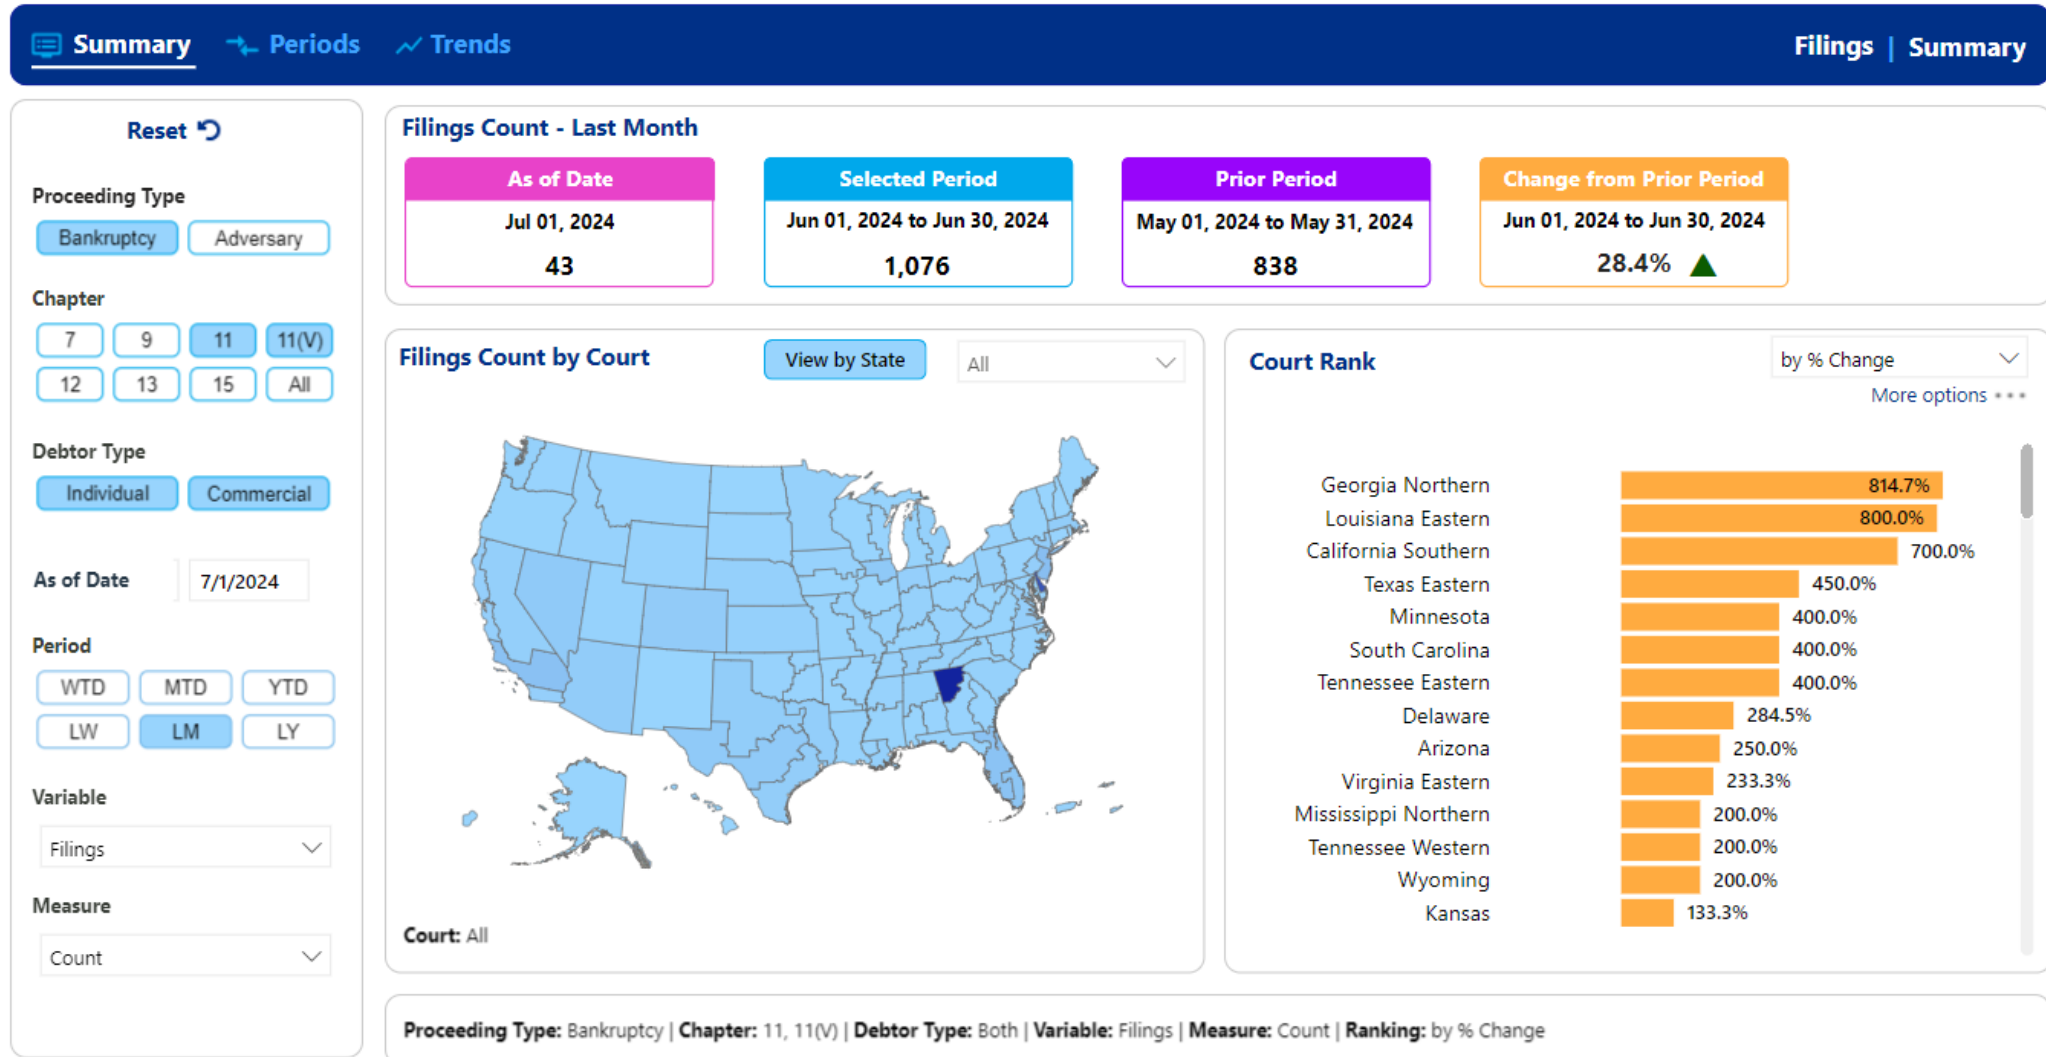 Summary Periods Trends Filings | Summary
Reset
Proceeding Type
Bankruptcy Adversary
Chapter
7 9 11 11(V)
12 13 15 All
Debtor Type
Individual Commercial
As of Date 7/1/2024
Period
WTD MTD YTD
LW LM LY
Variable
Filings
Measure
Count
Filings Count - Last Month
As of Date
Jul 01, 2024
43
Selected Period
Jun 01, 2024 to Jun 30, 2024
1,076
Prior Period
May 01, 2024 to May 31, 2024
838
Change from Prior Period
Jun 01, 2024 to Jun 30, 2024
28.4%
Filings Count by Court View by State All
Court: All
Court Rank by % Change
More options
Georgia Northern 814.7%
Louisiana Eastern 800.0%
California Southern 700.0%
Texas Eastern 450.0%
Minnesota 400.0%
South Carolina 400.0%
Tennessee Eastern 400.0%
Delaware 284.5%
Arizona 250.0%
Virginia Eastern 233.3%
Mississippi Northern 200.0%
Tennessee Western 200.0%
Wyoming 200.0%
Kansas 133.3%
Proceeding Type: Bankruptcy | Chapter: 11, 11(V) | Debtor Type: Both | Variable: Filings | Measure: Count | Ranking: by % Change